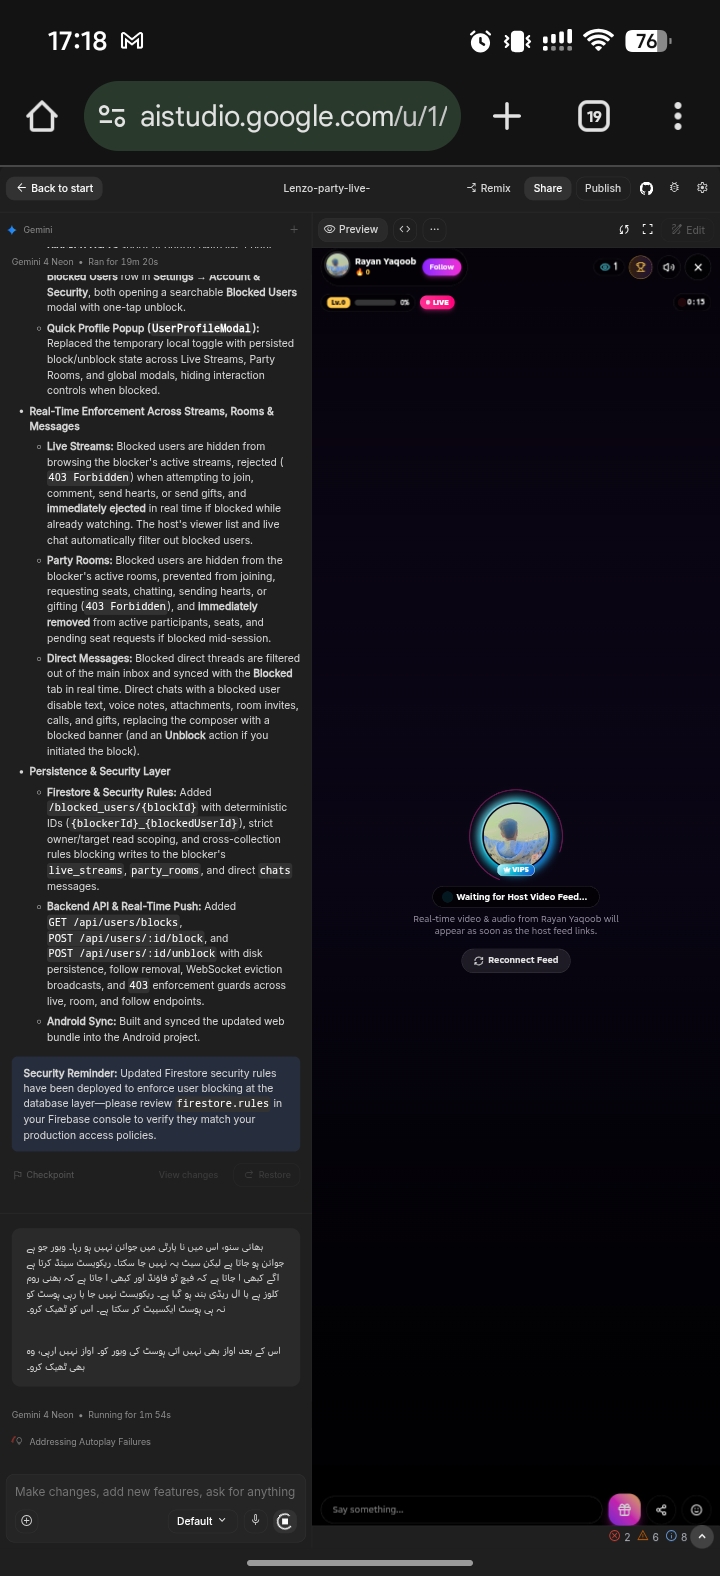 17:18
76
aistudio.google.com/u/1/
19
Back to start
Lenzo-party-live-
Remix
Share
Publish
Gemini
Preview
Edit
Gemini 4 Neon • Ran for 19m 20s
Blocked Users row in Settings → Account &
Security, both opening a searchable Blocked Users
modal with one-tap unblock.
Quick Profile Popup (UserProfileModal):
Replaced the temporary local toggle with persisted
block/unblock state across Live Streams, Party
Rooms, and global modals, hiding interaction
controls when blocked.
Real-Time Enforcement Across Streams, Rooms &
Messages
Live Streams: Blocked users are hidden from
browsing the blocker's active streams, rejected (
403 Forbidden) when attempting to join,
comment, send hearts, or send gifts, and
immediately ejected in real time if blocked while
already watching. The host's viewer list and live
chat automatically filter out blocked users.
Party Rooms: Blocked users are hidden from the
blocker's active rooms, prevented from joining,
requesting seats, chatting, sending hearts, or
gifting (403 Forbidden), and immediately
removed from active participants, seats, and
pending seat requests if blocked mid-session.
Direct Messages: Blocked direct threads are filtered
out of the main inbox and synced with the Blocked
tab in real time. Direct chats with a blocked user
disable text, voice notes, attachments, room invites,
calls, and gifts, replacing the composer with a
blocked banner (and an Unblock action if you
initiated the block).
Persistence & Security Layer
Firestore & Security Rules: Added
/blocked_users/{blockId} with deterministic
IDs ({blockerId}_{blockedUserId}), strict
owner/target read scoping, and cross-collection
rules blocking writes to the blocker's
live_streams, party_rooms, and direct chats
messages.
Backend API & Real-Time Push: Added
GET /api/users/blocks,
POST /api/users/:id/block, and
POST /api/users/:id/unblock with disk
persistence, follow removal, WebSocket eviction
broadcasts, and 403 enforcement guards across
live, room, and follow endpoints.
Android Sync: Built and synced the updated web
bundle into the Android project.
Security Reminder: Updated Firestore security rules
have been deployed to enforce user blocking at the
database layer—please review firestore.rules in
your Firebase console to verify they match your
production access policies.
Checkpoint
View changes
Restore
بھائی سنو، اس میں نا پارٹی میں جوائن نہیں ہو رہا۔ ویور جو ہے
جوائن ہو جاتا ہے لیکن سیٹ پہ نہیں جا سکتا۔ ریکویسٹ سینڈ کرتا ہے
آگے کبھی آ جاتا ہے کہ فیچ ٹو فاؤنڈ اور کبھی آ جاتا ہے کہ بھئی روم
کلوز ہے یا آل ریڈی بند ہو گیا ہے۔ ریکویسٹ نہیں جا پا رہی ہوسٹ کو
نہ ہی ہوسٹ ایکسیپٹ کر سکتا ہے۔ اس کو ٹھیک کرو۔
اس کے بعد آواز بھی نہیں آتی ہوسٹ کی ویور کو۔ آواز نہیں آرہی، وہ
بھی ٹھیک کرو۔
Gemini 4 Neon • Running for 1m 54s
Addressing Autoplay Failures
Make changes, add new features, ask for anything
Default
Rayan Yaqoob
0
Follow
1
Lv.0
0%
LIVE
0:15
VIP5
Waiting for Host Video Feed...
Real-time video & audio from Rayan Yaqoob will
appear as soon as the host feed links.
Reconnect Feed
Say something...
2
6
8